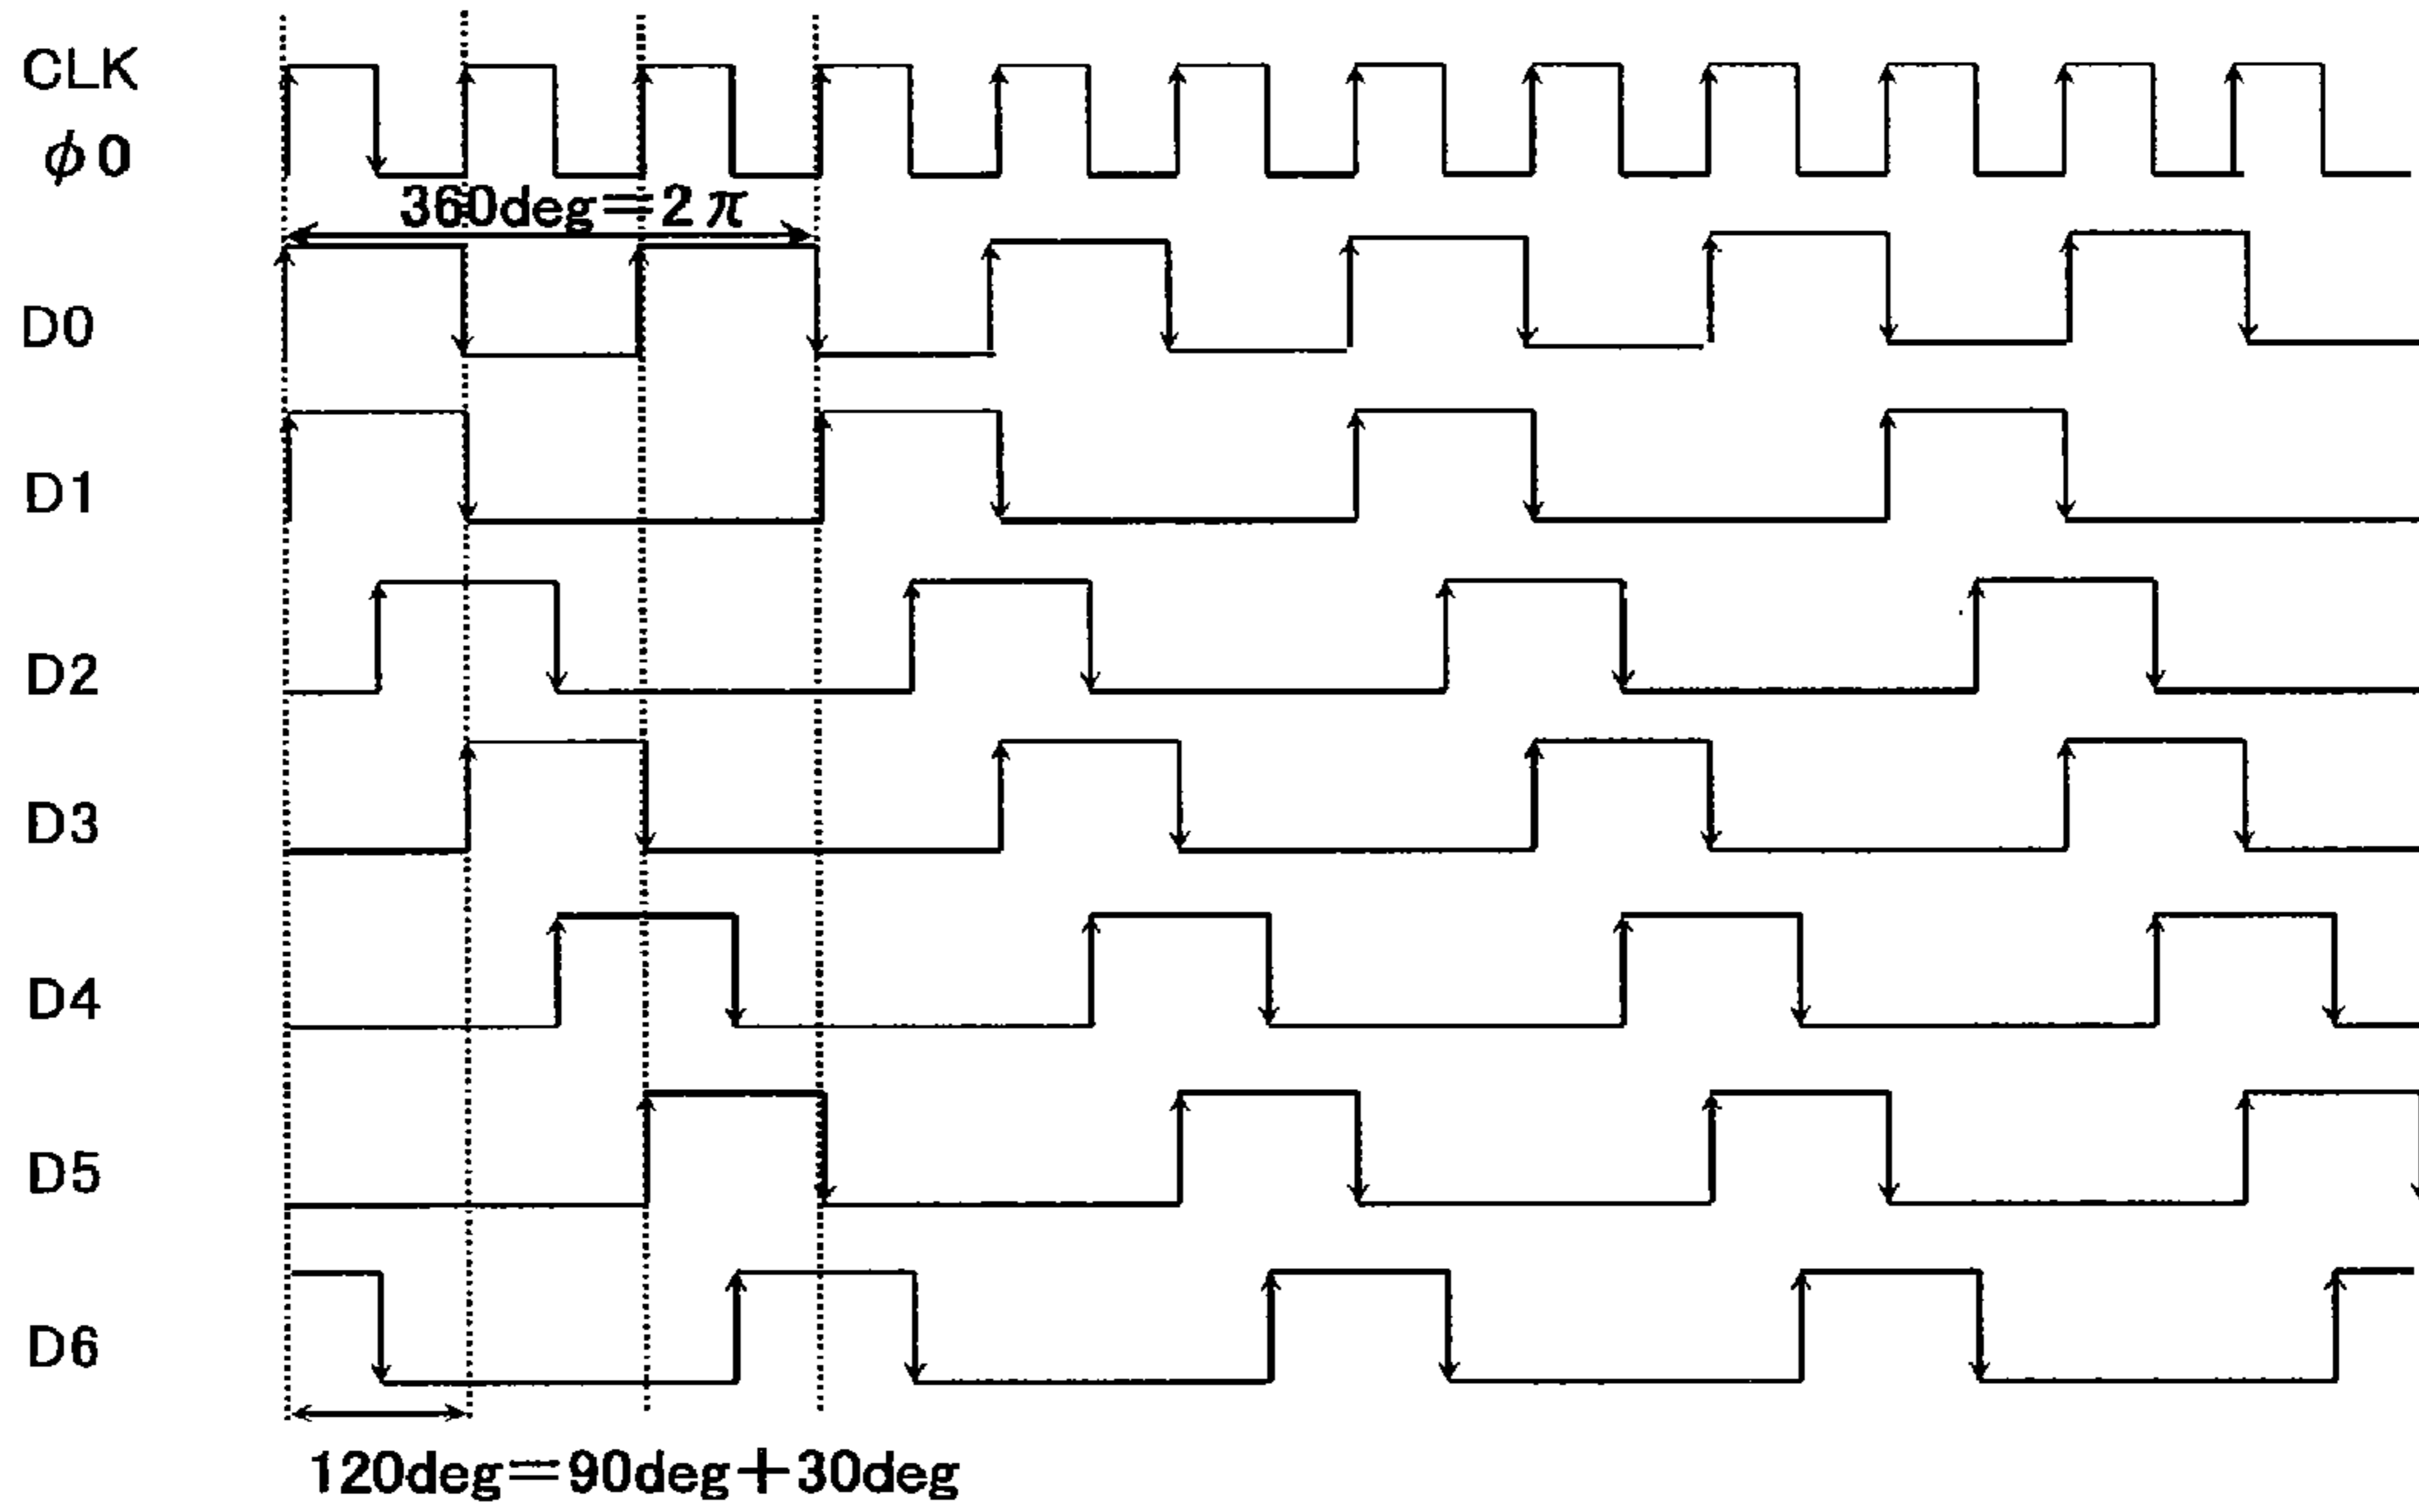 CLK
φ0
360deg=2π
D0
D1
D2
D3
D4
D5
D6
120deg=90deg+30deg